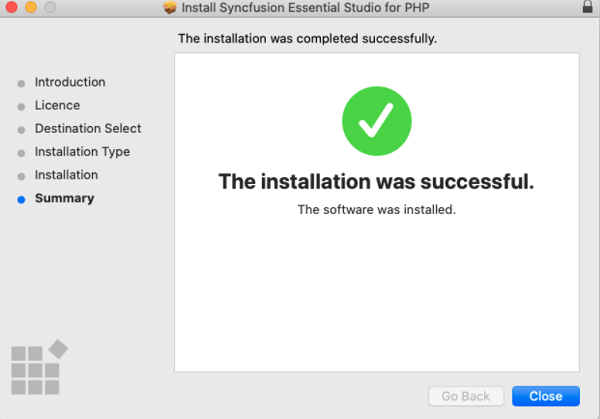 Install Syncfusion Essential Studio for PHP
The installation was completed successfully.
Introduction
Licence
Destination Select
Installation Type
Installation
Summary
The installation was successful.
The software was installed.
Go Back
Close